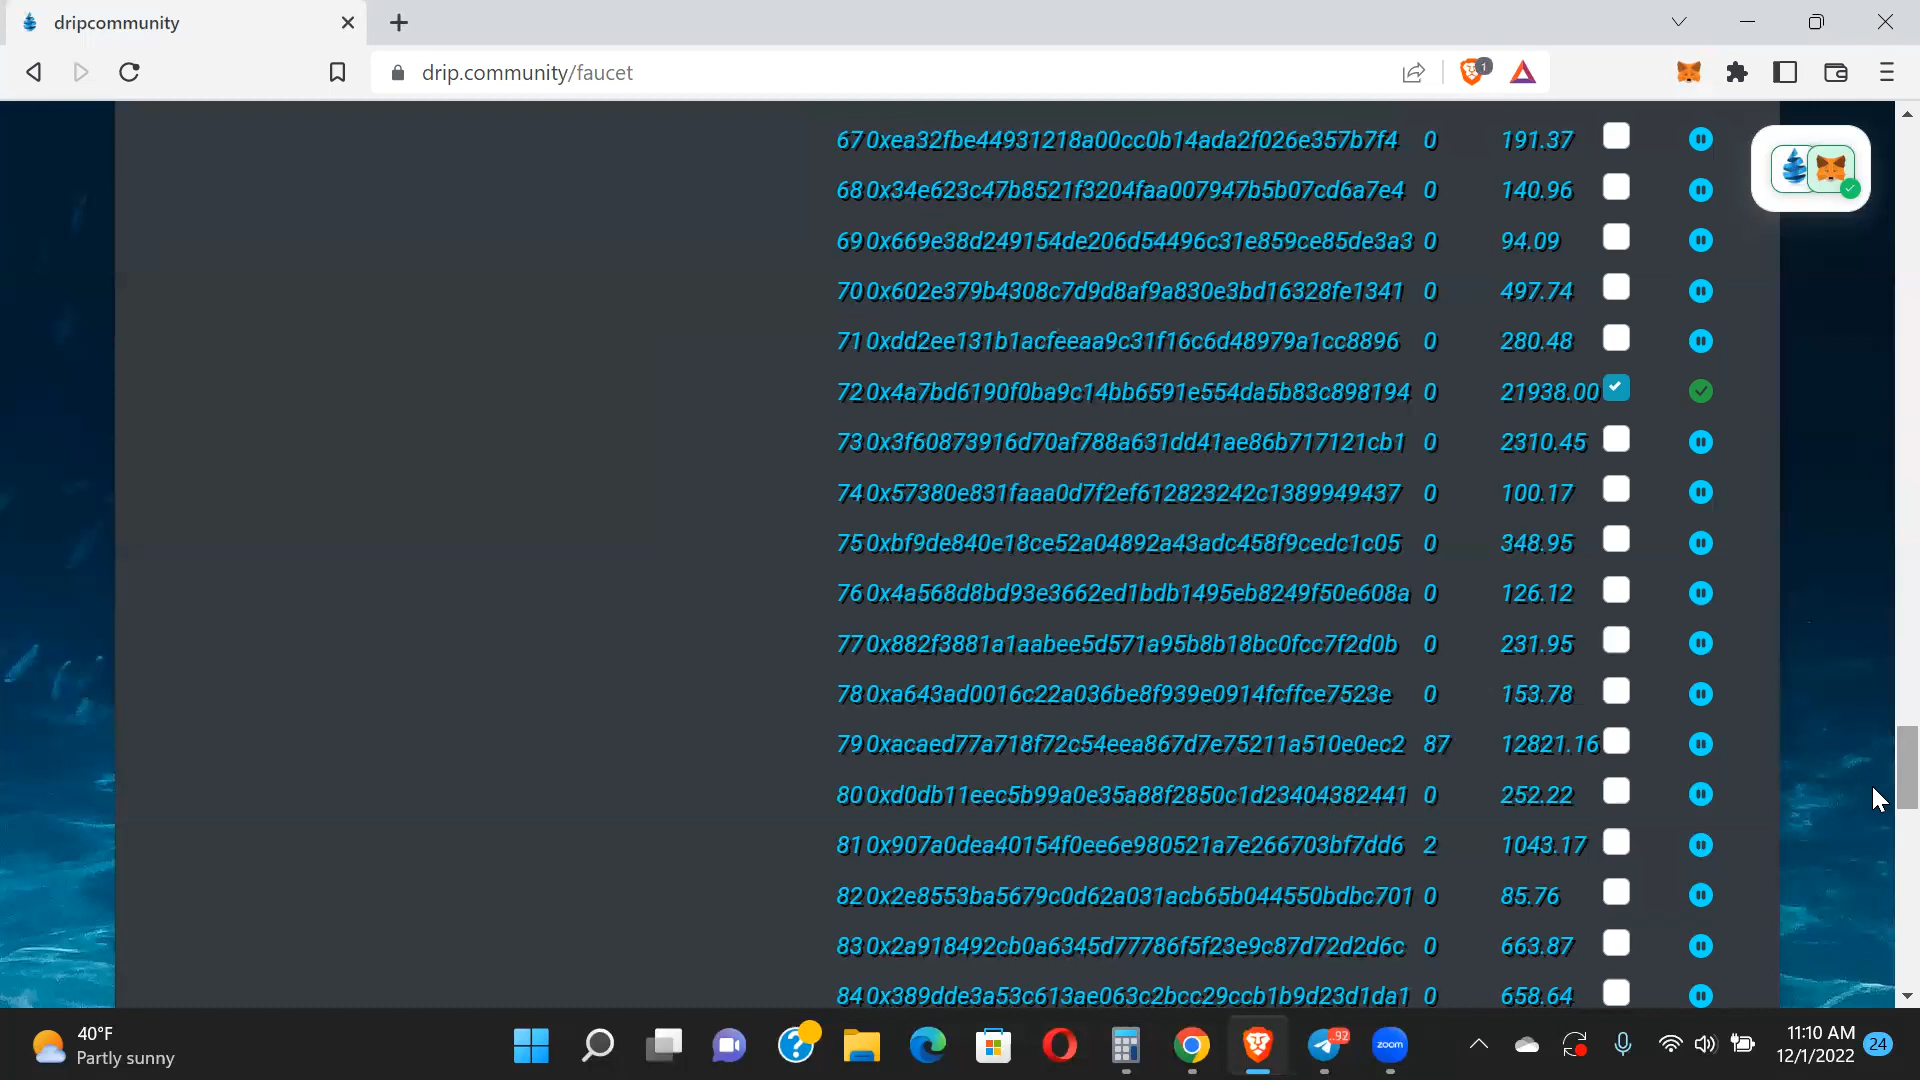 dripcommunity
drip.community/faucet
1
67 0xea32fbe44931218a00cc0b14ada2f026e357b7f4 0 191.37
68 0x34e623c47b8521f3204faa007947b5b07cd6a7e4 0 140.96
69 0x669e38d249154de206d54496c31e859ce85de3a3 0 94.09
70 0x602e379b4308c7d9d8af9a830e3bd16328fe1341 0 497.74
71 0xdd2ee131b1acfeeaa9c31f16c6d48979a1cc8896 0 280.48
72 0x4a7bd6190f0ba9c14bb6591e554da5b83c898194 0 21938.00
73 0x3f60873916d70af788a631dd41ae86b717121cb1 0 2310.45
74 0x57380e831faaa0d7f2ef612823242c1389949437 0 100.17
75 0xbf9de840e18ce52a04892a43adc458f9cedc1c05 0 348.95
76 0x4a568d8bd93e3662ed1bdb1495eb8249f50e608a 0 126.12
77 0x882f3881a1aabee5d571a95b8b18bc0fcc7f2d0b 0 231.95
78 0xa643ad0016c22a036be8f939e0914fcffce7523e 0 153.78
79 0xacaed77a718f72c54eea867d7e75211a510e0ec2 87 12821.16
80 0xd0db11eec5b99a0e35a88f2850c1d23404382441 0 252.22
81 0x907a0dea40154f0ee6e980521a7e266703bf7dd6 2 1043.17
82 0x2e8553ba5679c0d62a031acb65b044550bdbc701 0 85.76
83 0x2a918492cb0a6345d77786f5f23e9c87d72d2d6c 0 663.87
84 0x389dde3a53c613ae063c2bcc29ccb1b9d23d1da1 0 658.64
40°F
Partly sunny
92
zoom
11:10 AM
12/1/2022
24